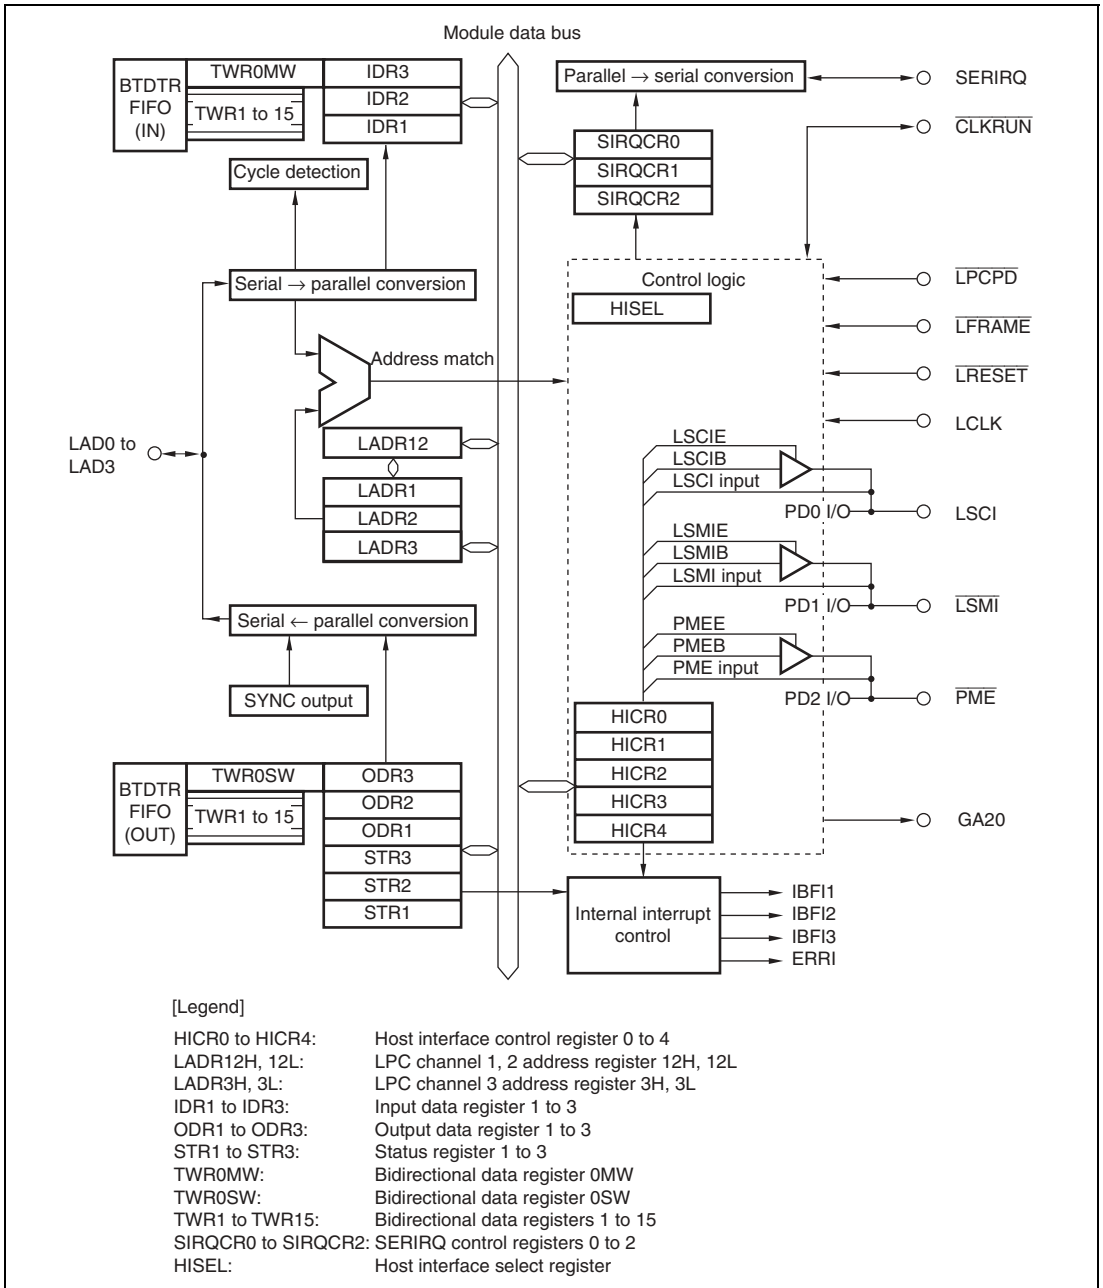 Module data bus
BTDTR
FIFO
(IN)
TWR0MW
TWR1 to 15
IDR3
IDR2
IDR1
Cycle detection
Serial → parallel conversion
Address match
LADR12
LADR1
LADR2
LADR3
LAD0 to
LAD3
Serial ← parallel conversion
SYNC output
BTDTR
FIFO
(OUT)
TWR0SW
TWR1 to 15
ODR3
ODR2
ODR1
STR3
STR2
STR1
Parallel → serial conversion
SERIRQ
CLKRUN
SIRQCR0
SIRQCR1
SIRQCR2
Control logic
HISEL
LPCPD
LFRAME
LRESET
LCLK
LSCIE
LSCIB
LSCI input
PD0 I/O
LSCI
LSMIE
LSMIB
LSMI input
PD1 I/O
LSMI
PMEE
PMEB
PME input
PD2 I/O
PME
HICR0
HICR1
HICR2
HICR3
HICR4
GA20
Internal interrupt
control
IBFI1
IBFI2
IBFI3
ERRI
[Legend]
HICR0 to HICR4: Host interface control register 0 to 4
LADR12H, 12L: LPC channel 1, 2 address register 12H, 12L
LADR3H, 3L: LPC channel 3 address register 3H, 3L
IDR1 to IDR3: Input data register 1 to 3
ODR1 to ODR3: Output data register 1 to 3
STR1 to STR3: Status register 1 to 3
TWR0MW: Bidirectional data register 0MW
TWR0SW: Bidirectional data register 0SW
TWR1 to TWR15: Bidirectional data registers 1 to 15
SIRQCR0 to SIRQCR2: SERIRQ control registers 0 to 2
HISEL: Host interface select register